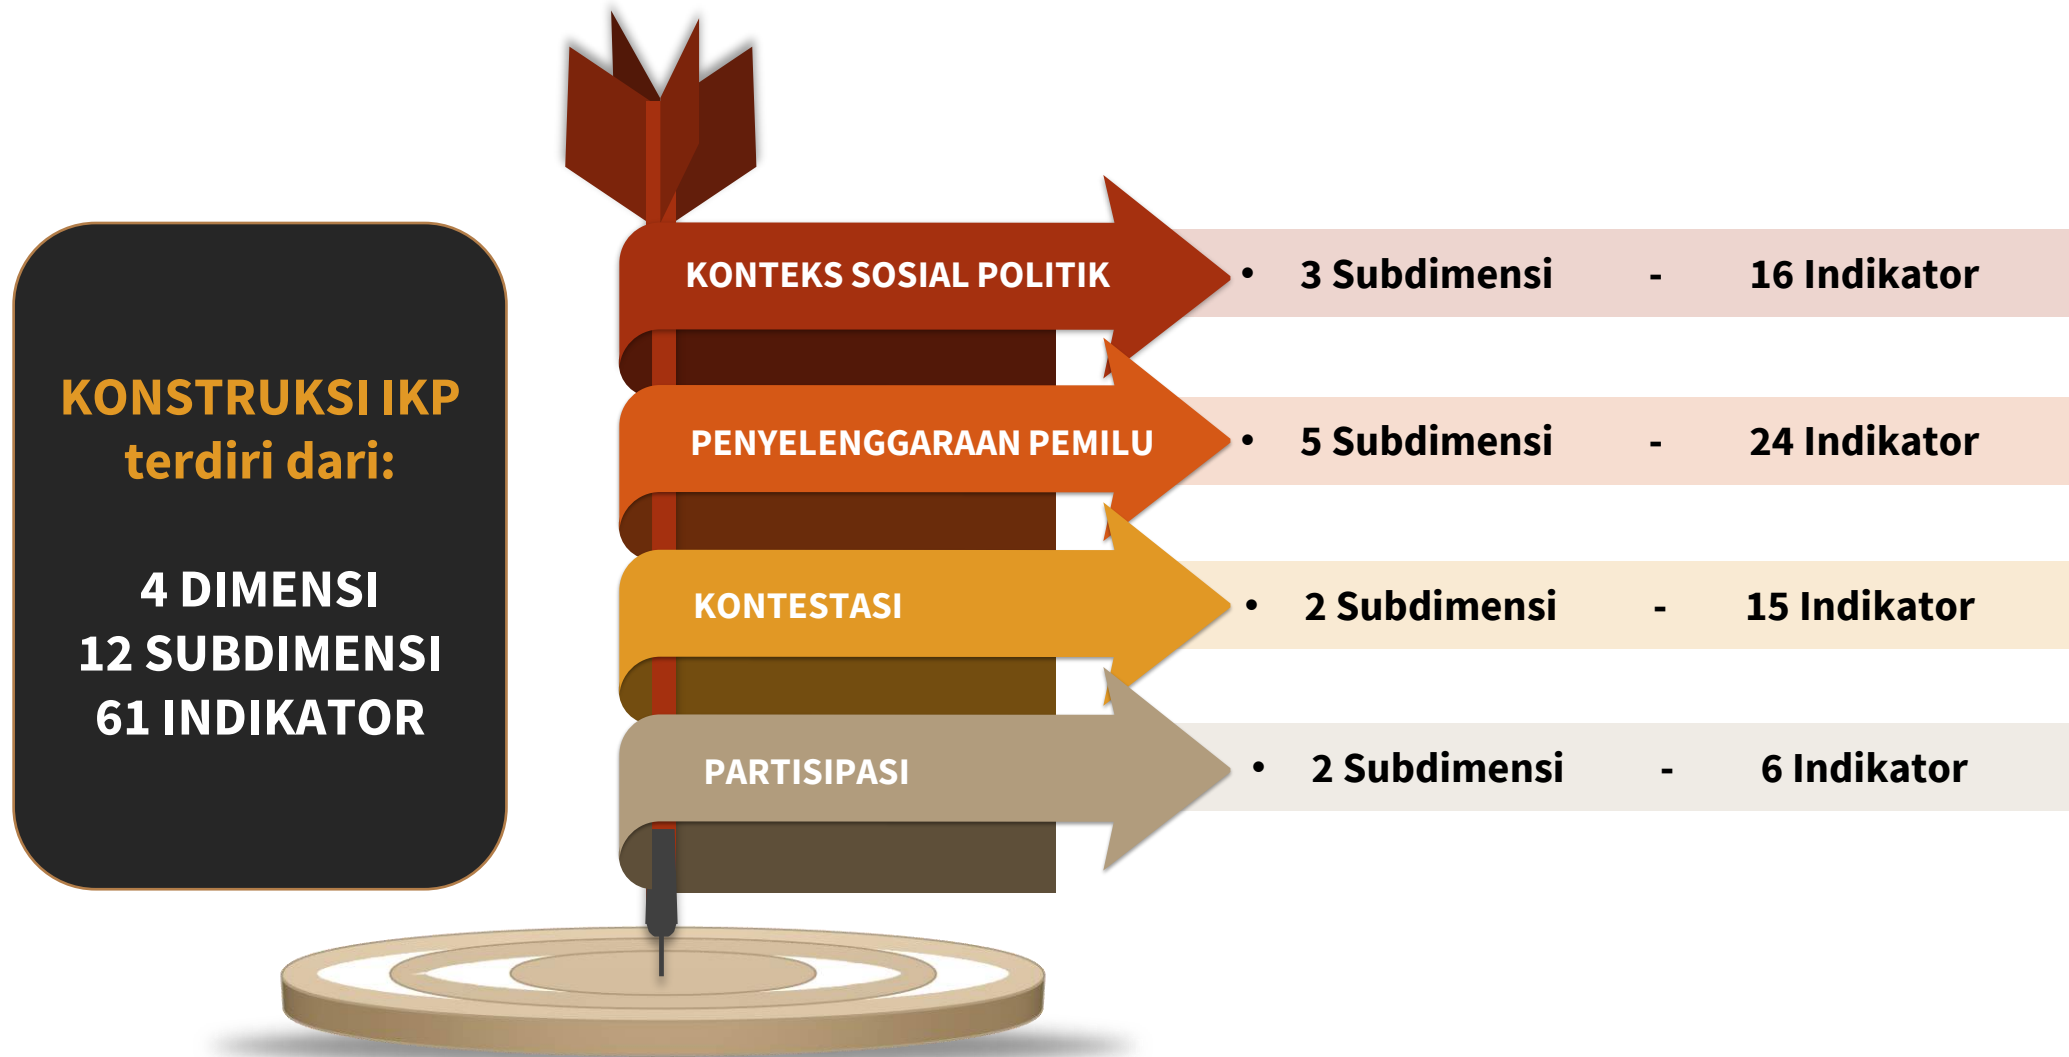 KONSTRUKSI IKP
terdiri dari:
4 DIMENSI
12 SUBDIMENSI
61 INDIKATOR
KONTEKS SOSIAL POLITIK • 3 Subdimensi - 16 Indikator
PENYELENGGARAAN PEMILU • 5 Subdimensi - 24 Indikator
KONTESTASI • 2 Subdimensi - 15 Indikator
PARTISIPASI • 2 Subdimensi - 6 Indikator